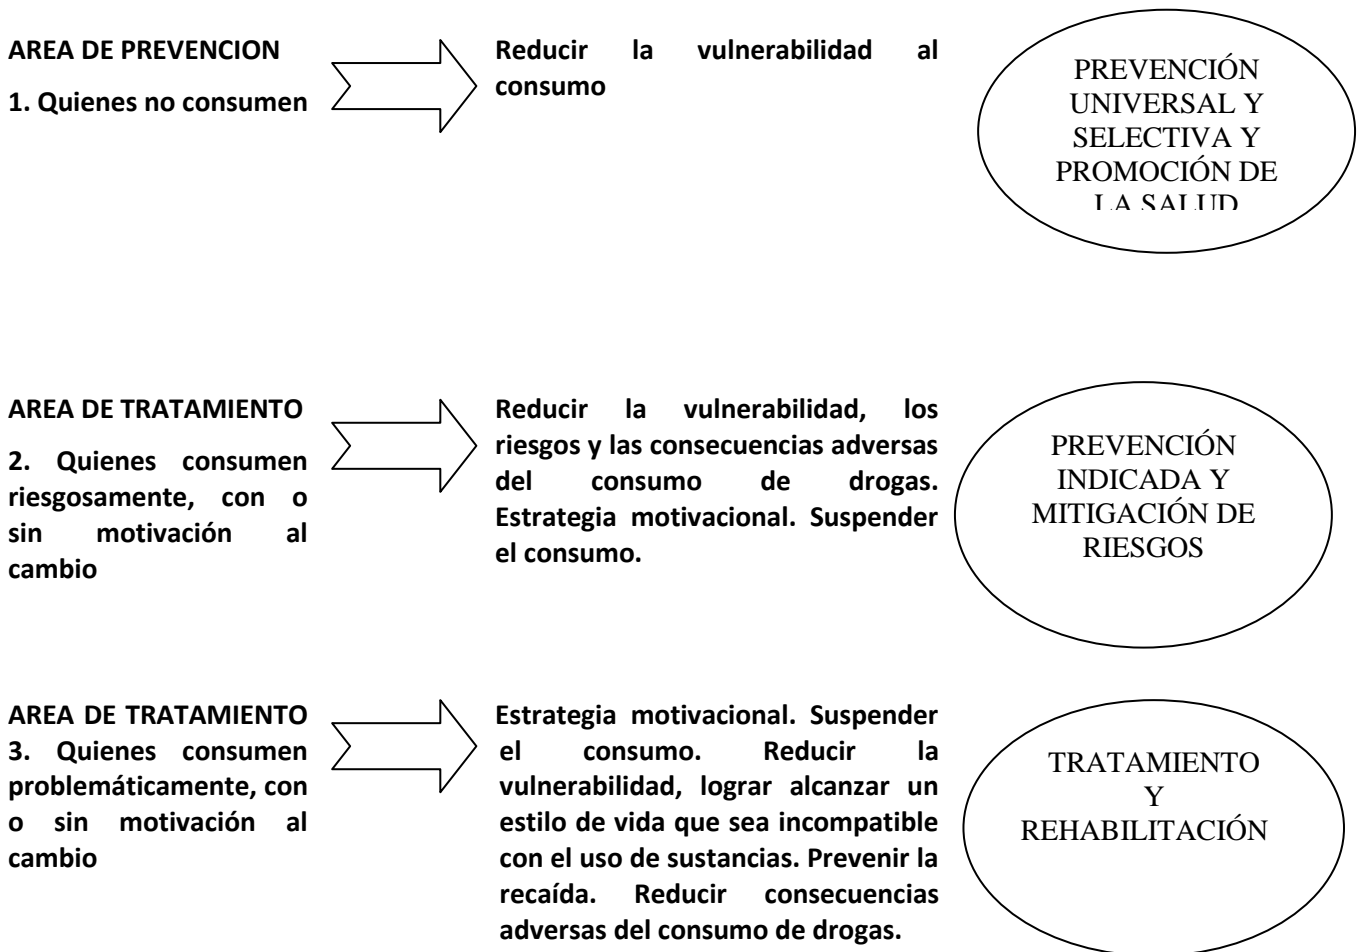 AREA DE PREVENCION
1. Quienes no consumen
Reducir la vulnerabilidad al
consumo
PREVENCIÓN
UNIVERSAL Y
SELECTIVA Y
PROMOCIÓN DE
LA SALUD
AREA DE TRATAMIENTO
2. Quienes consumen
riesgosamente, con o
sin motivación al
cambio
Reducir la vulnerabilidad, los
riesgos y las consecuencias adversas
del consumo de drogas.
Estrategia motivacional. Suspender
el consumo.
PREVENCIÓN
INDICADA Y
MITIGACIÓN DE
RIESGOS
AREA DE TRATAMIENTO
3. Quienes consumen
problemáticamente, con
o sin motivación al
cambio
Estrategia motivacional. Suspender
el consumo. Reducir la
vulnerabilidad, lograr alcanzar un
estilo de vida que sea incompatible
con el uso de sustancias. Prevenir la
recaída. Reducir consecuencias
adversas del consumo de drogas.
TRATAMIENTO
Y
REHABILITACIÓN